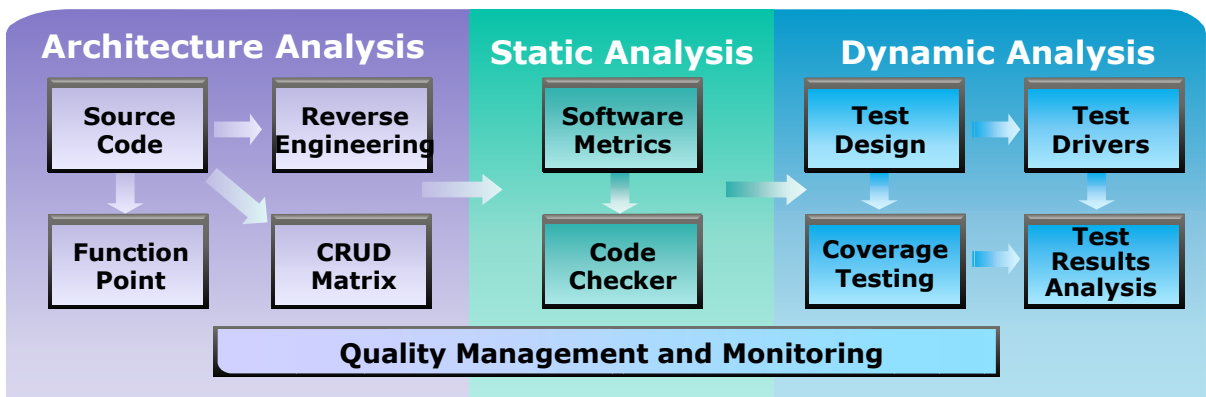 Architecture Analysis
Static Analysis
Dynamic Analysis
Source
Code
Reverse
Engineering
Software
Metrics
Test
Design
Test
Drivers
Function
Point
CRUD
Matrix
Code
Checker
Coverage
Testing
Test
Results
Analysis
Quality Management and Monitoring